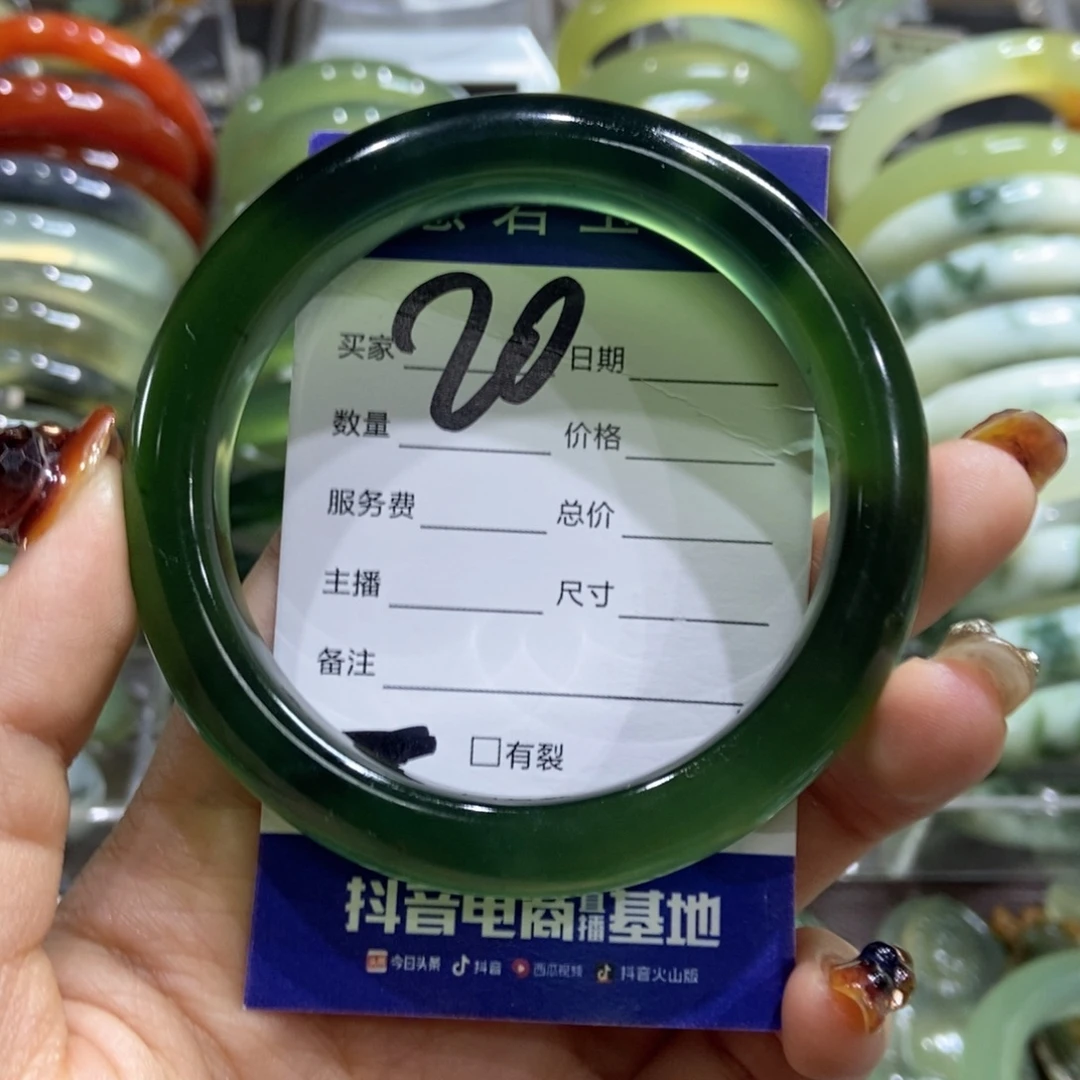 石玉
买家 日期
数量 价格
服务费 总价
主播 尺寸
备注
□有裂
抖音电商直播基地
今日头条 抖音 西瓜视频 抖音火山版